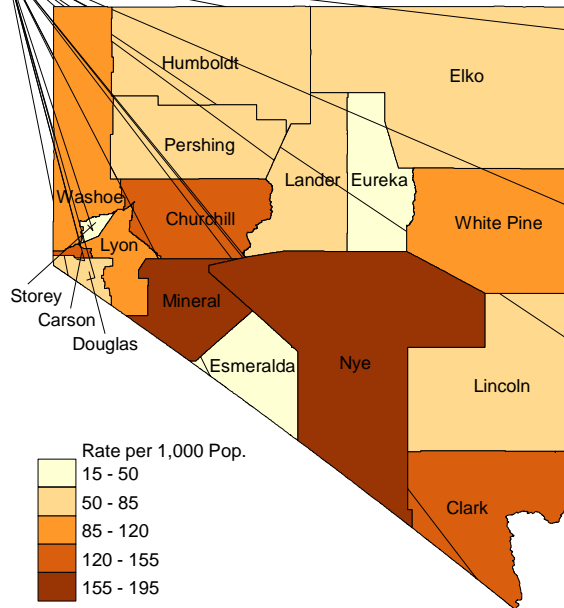 Humboldt
Elko
Pershing
Lander
Eureka
Washoe
Churchill
White Pine
Lyon
Storey
Mineral
Carson
Douglas
Esmeralda
Nye
Lincoln
Rate per 1,000 Pop.
15 - 50
50 - 85
85 - 120
120 - 155
155 - 195
Clark